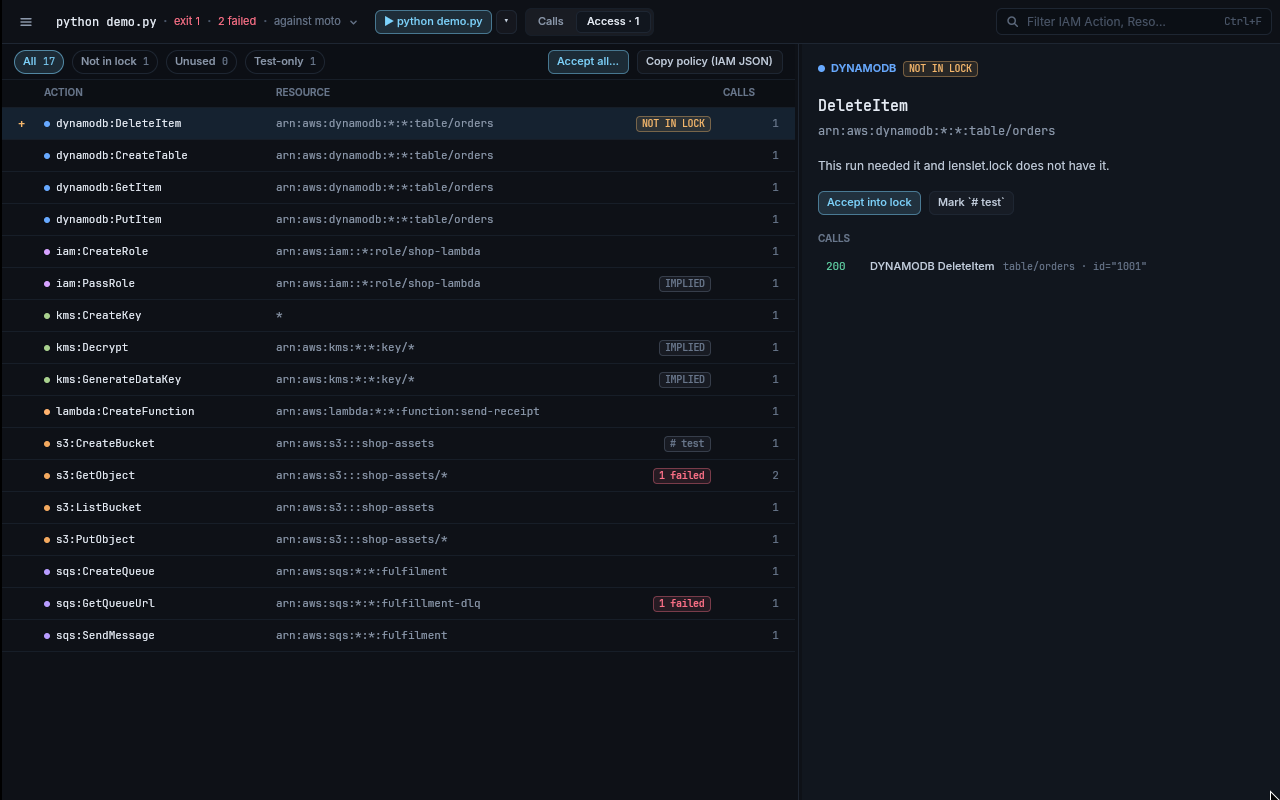 python demo.py · exit 1 · 2 failed · against moto python demo.py Calls Access · 1 Filter IAM Action, Reso... Ctrl+F
All 17 Not in lock 1 Unused 0 Test-only 1 Accept all... Copy policy (IAM JSON)
ACTION RESOURCE CALLS
+ dynamodb:DeleteItem arn:aws:dynamodb:*:*:table/orders NOT IN LOCK 1
dynamodb:CreateTable arn:aws:dynamodb:*:*:table/orders 1
dynamodb:GetItem arn:aws:dynamodb:*:*:table/orders 1
dynamodb:PutItem arn:aws:dynamodb:*:*:table/orders 1
iam:CreateRole arn:aws:iam::*:role/shop-lambda 1
iam:PassRole arn:aws:iam::*:role/shop-lambda IMPLIED 1
kms:CreateKey * 1
kms:Decrypt arn:aws:kms:*:*:key/* IMPLIED 1
kms:GenerateDataKey arn:aws:kms:*:*:key/* IMPLIED 1
lambda:CreateFunction arn:aws:lambda:*:*:function:send-receipt 1
s3:CreateBucket arn:aws:s3:::shop-assets # test 1
s3:GetObject arn:aws:s3:::shop-assets/* 1 failed 2
s3:ListBucket arn:aws:s3:::shop-assets 1
s3:PutObject arn:aws:s3:::shop-assets/* 1
sqs:CreateQueue arn:aws:sqs:*:*:fulfilment 1
sqs:GetQueueUrl arn:aws:sqs:*:*:fulfillment-dlq 1 failed 1
sqs:SendMessage arn:aws:sqs:*:*:fulfilment 1
DYNAMODB NOT IN LOCK
DeleteItem
arn:aws:dynamodb:*:*:table/orders
This run needed it and lenslet.lock does not have it.
Accept into lock Mark `# test`
CALLS
200 DYNAMODB DeleteItem table/orders · id="1001"